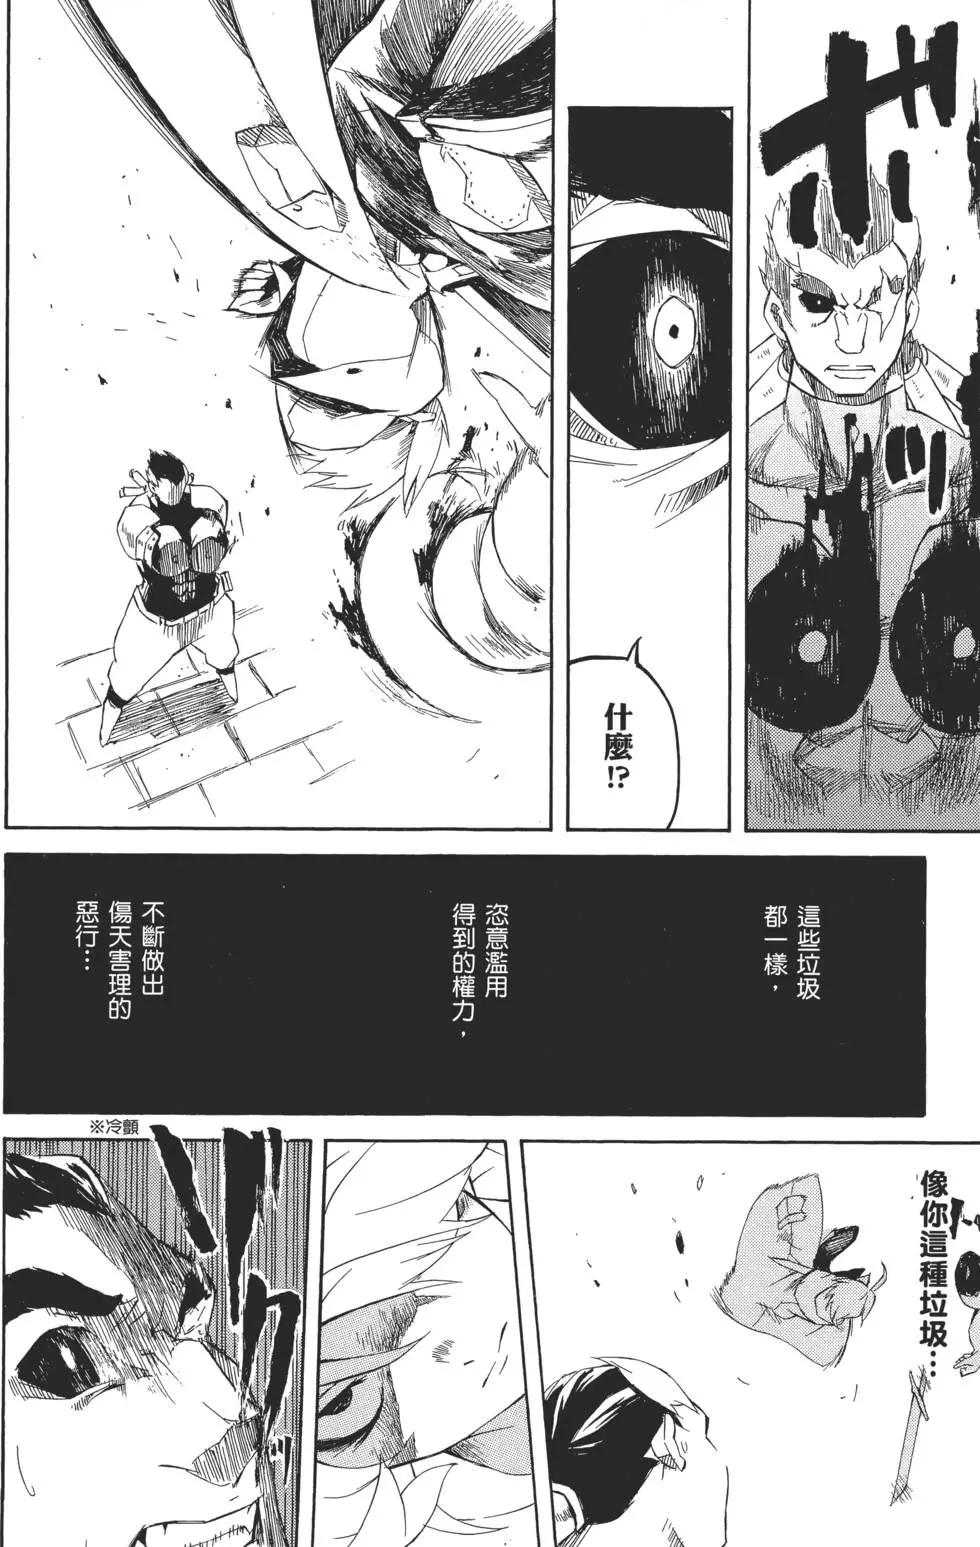 什麼!?
這些垃圾
都一樣，
恣意濫用
得到的權力，
不斷做出
傷天害理的
惡行…
像你這種垃圾…
※冷顫